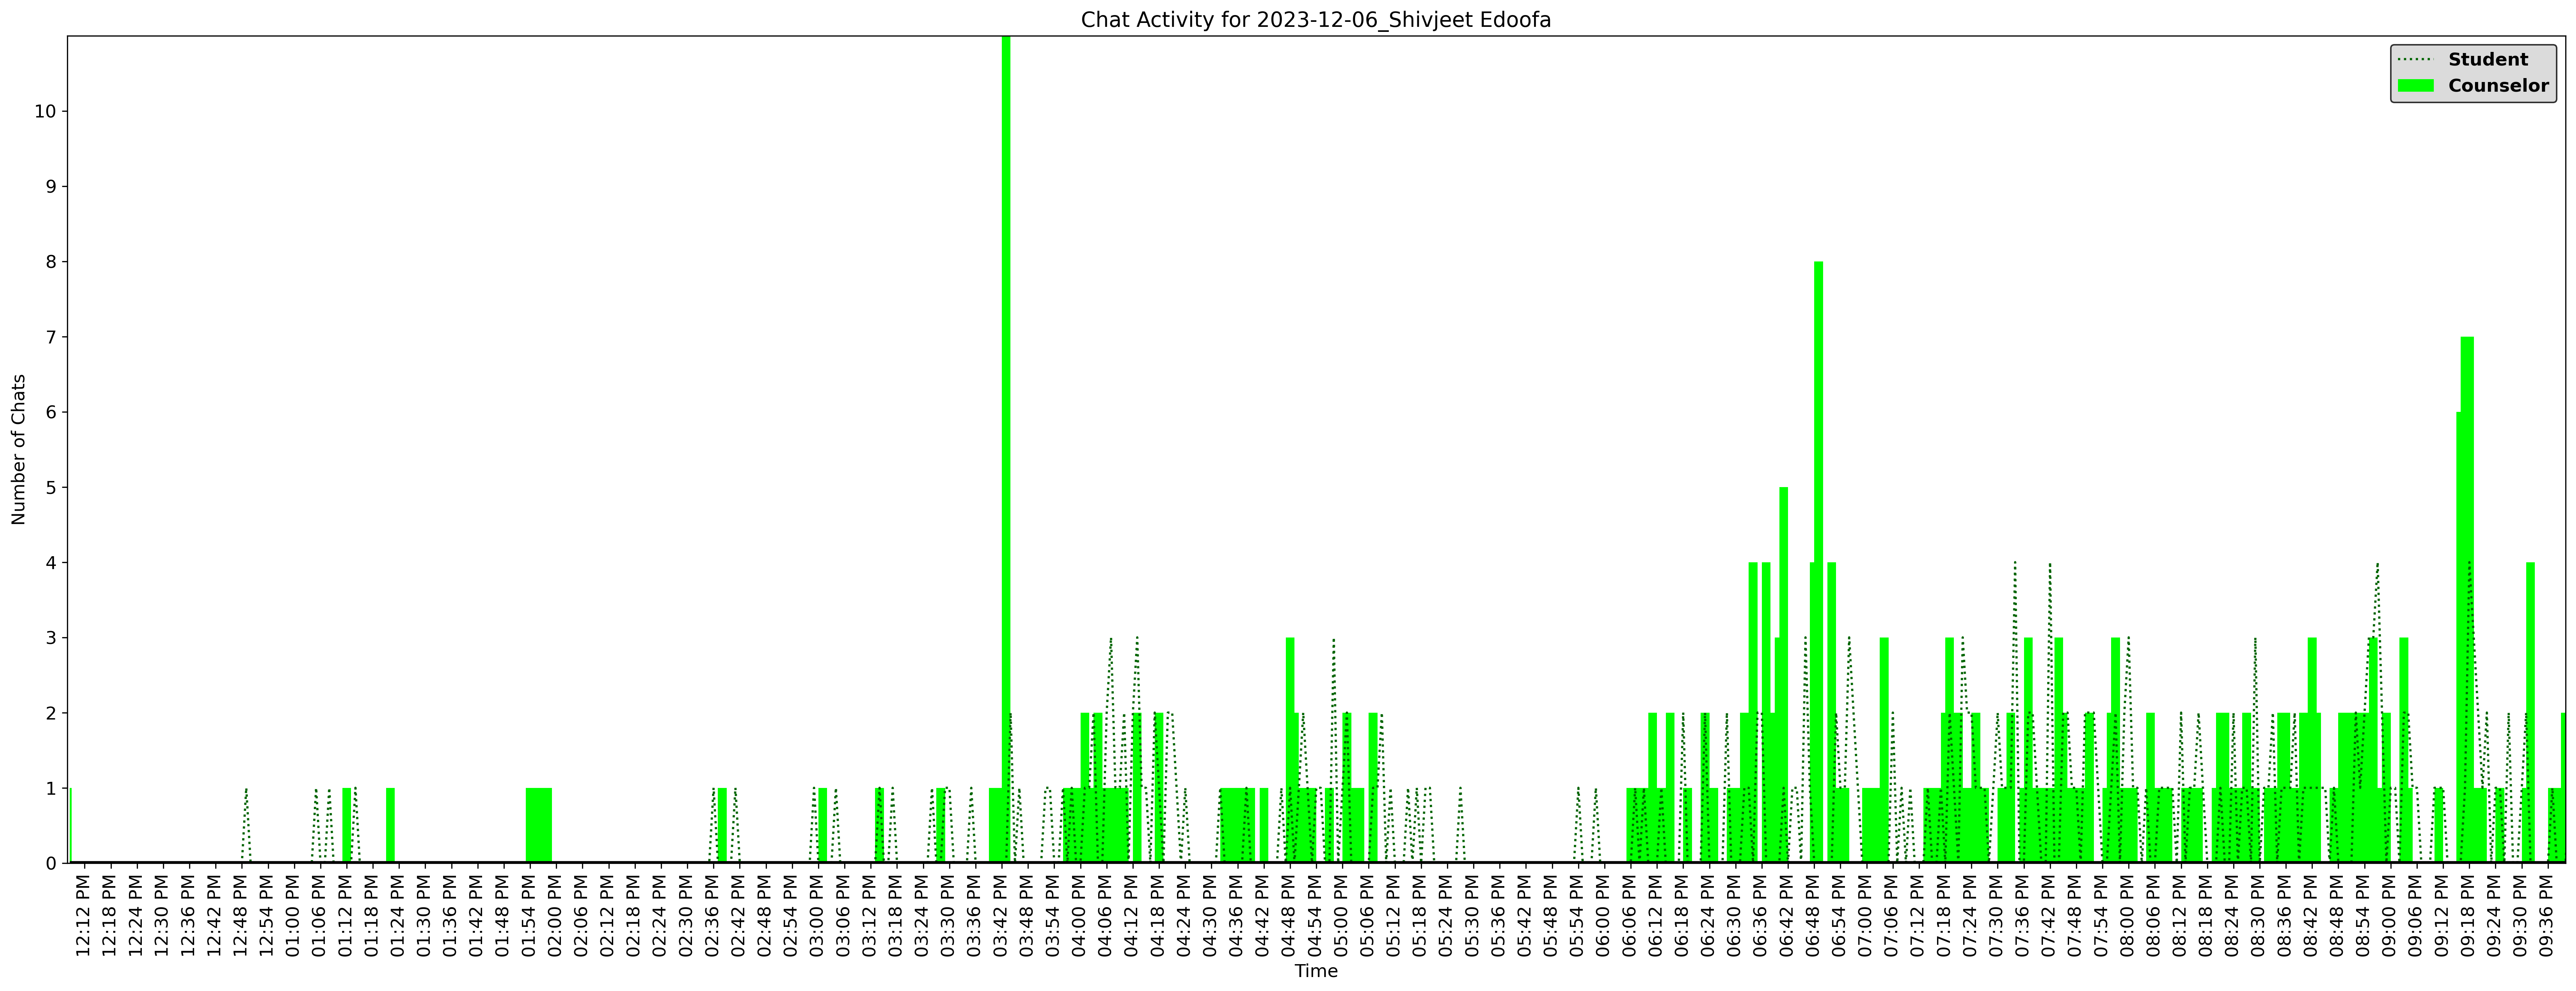 Chat Activity for 2023-12-06_Shivjeet Edoofa
Student
Counselor
Number of Chats
10
9
8
7
6
5
4
3
2
1
0
12:12 PM
12:18 PM
12:24 PM
12:30 PM
12:36 PM
12:42 PM
12:48 PM
12:54 PM
01:00 PM
01:06 PM
01:12 PM
01:18 PM
01:24 PM
01:30 PM
01:36 PM
01:42 PM
01:48 PM
01:54 PM
02:00 PM
02:06 PM
02:12 PM
02:18 PM
02:24 PM
02:30 PM
02:36 PM
02:42 PM
02:48 PM
02:54 PM
03:00 PM
03:06 PM
03:12 PM
03:18 PM
03:24 PM
03:30 PM
03:36 PM
03:42 PM
03:48 PM
03:54 PM
04:00 PM
04:06 PM
04:12 PM
04:18 PM
04:24 PM
04:30 PM
04:36 PM
04:42 PM
04:48 PM
04:54 PM
05:00 PM
05:06 PM
05:12 PM
05:18 PM
05:24 PM
05:30 PM
05:36 PM
05:42 PM
05:48 PM
05:54 PM
06:00 PM
06:06 PM
06:12 PM
06:18 PM
06:24 PM
06:30 PM
06:36 PM
06:42 PM
06:48 PM
06:54 PM
07:00 PM
07:06 PM
07:12 PM
07:18 PM
07:24 PM
07:30 PM
07:36 PM
07:42 PM
07:48 PM
07:54 PM
08:00 PM
08:06 PM
08:12 PM
08:18 PM
08:24 PM
08:30 PM
08:36 PM
08:42 PM
08:48 PM
08:54 PM
09:00 PM
09:06 PM
09:12 PM
09:18 PM
09:24 PM
09:30 PM
09:36 PM
Time